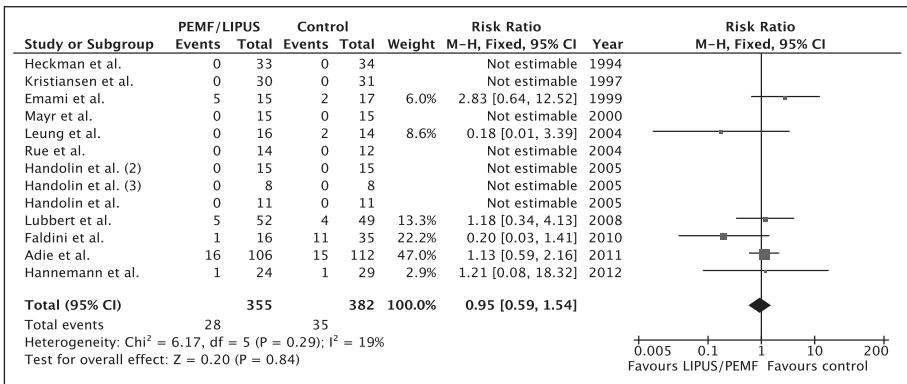 PEMF/LIPUS Control Risk Ratio Risk Ratio
Study or Subgroup Events Total Events Total Weight M–H, Fixed, 95% CI Year M–H, Fixed, 95% CI
Heckman et al. 0 33 0 34 Not estimable 1994
Kristiansen et al. 0 30 0 31 Not estimable 1997
Emami et al. 5 15 2 17 6.0% 2.83 [0.64, 12.52] 1999
Mayr et al. 0 15 0 15 Not estimable 2000
Leung et al. 0 16 2 14 8.6% 0.18 [0.01, 3.39] 2004
Rue et al. 0 14 0 12 Not estimable 2004
Handolin et al. (2) 0 15 0 15 Not estimable 2005
Handolin et al. (3) 0 8 0 8 Not estimable 2005
Handolin et al. 0 11 0 11 Not estimable 2005
Lubbert et al. 5 52 4 49 13.3% 1.18 [0.34, 4.13] 2008
Faldini et al. 1 16 11 35 22.2% 0.20 [0.03, 1.41] 2010
Adie et al. 16 106 15 112 47.0% 1.13 [0.59, 2.16] 2011
Hannemann et al. 1 24 1 29 2.9% 1.21 [0.08, 18.32] 2012
Total (95% CI) 355 382 100.0% 0.95 [0.59, 1.54]
Total events 28 35
Heterogeneity: Chi² = 6.17, df = 5 (P = 0.29); I² = 19%
Test for overall effect: Z = 0.20 (P = 0.84)
0.005 0.1 1 10 200
Favours LIPUS/PEMF Favours control